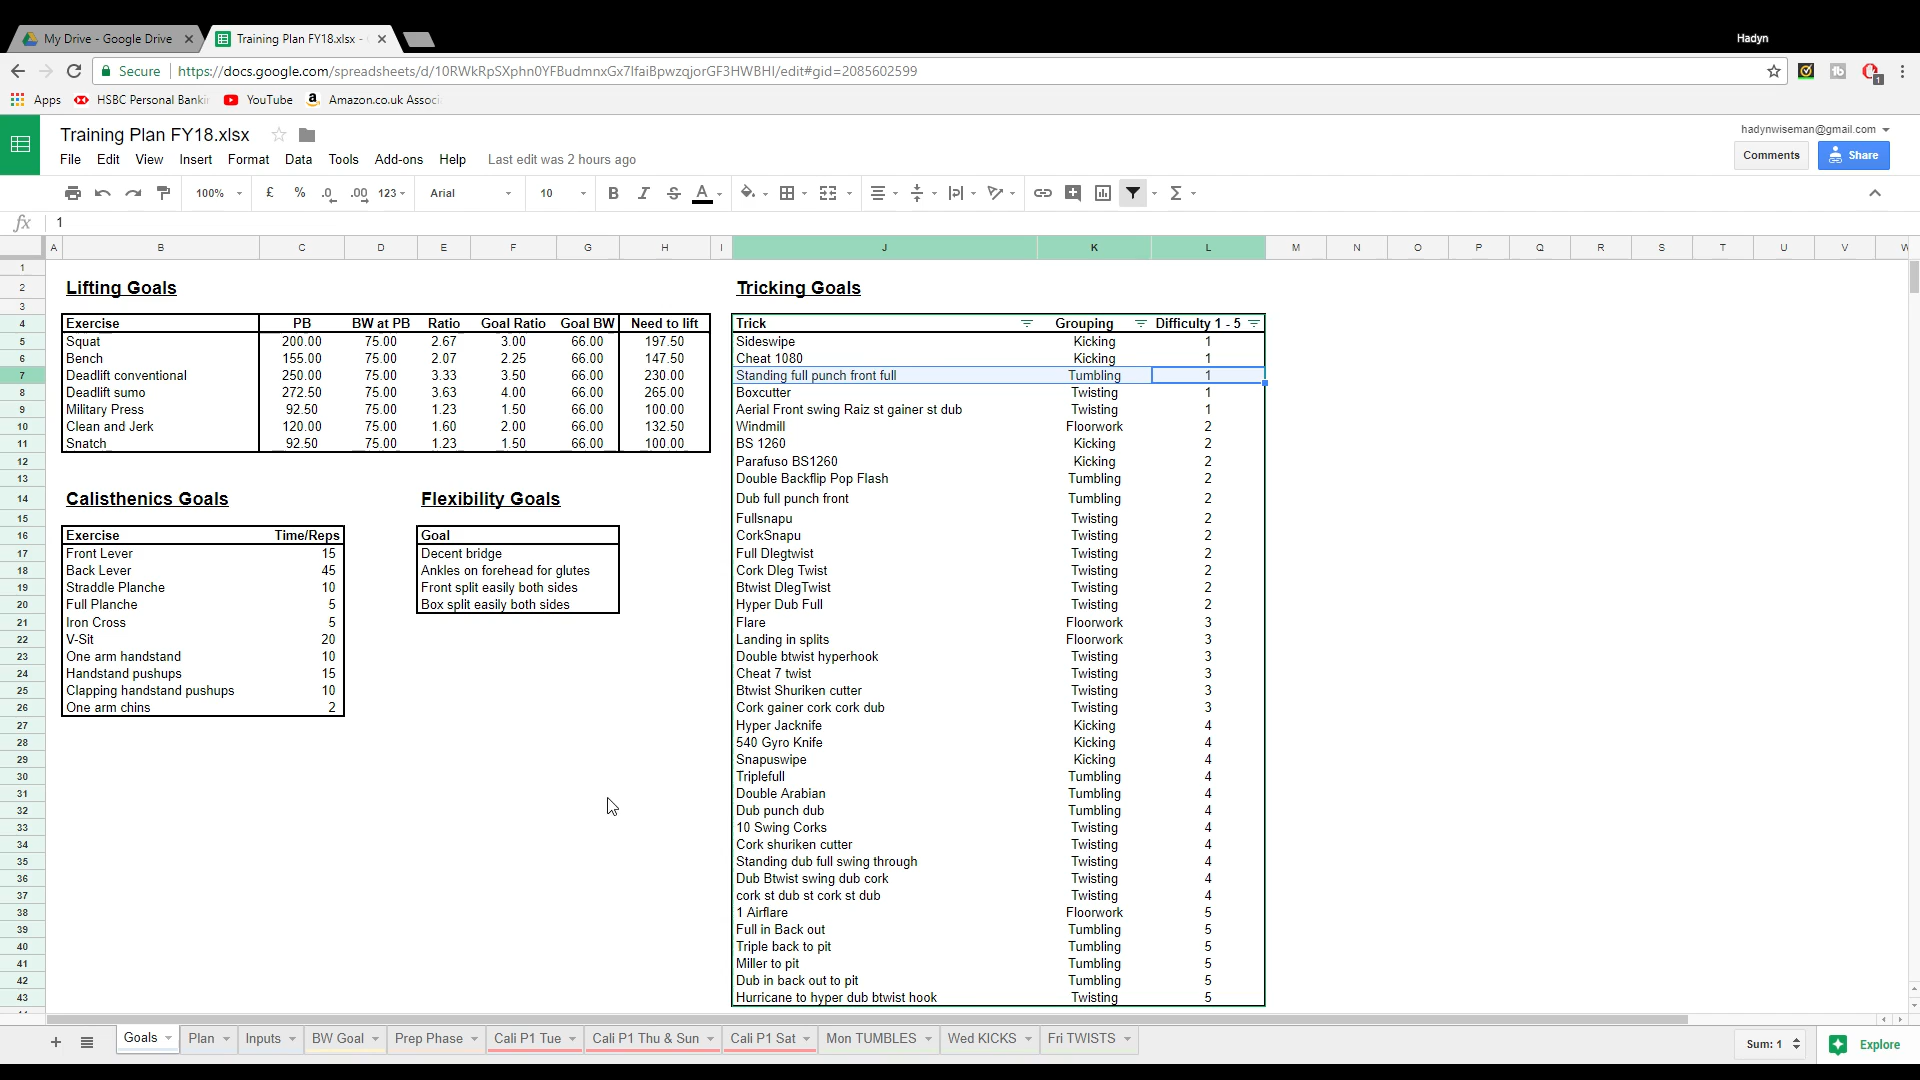 My Drive - Google Drive
Training Plan FY18.xlsx -
Hadyn
Secure
https://docs.google.com/spreadsheets/d/10RWkRpSXphn0YFBudmnxGx7IfaiBpwzqjorGF3HWBHI/edit#gid=2085602599
Apps HSBC Personal Bankin YouTube Amazon.co.uk Assoc
Training Plan FY18.xlsx
hadynwiseman@gmail.com
File Edit View Insert Format Data Tools Add-ons Help Last edit was 2 hours ago
Comments Share
100% £ % .0 .00 123 Arial 10 B I S A Σ
fx 1
A B C D E F G H I J K L M N O P Q R S T U V W
1
2 Lifting Goals Tricking Goals
3
4 Exercise PB BW at PB Ratio Goal Ratio Goal BW Need to lift Trick Grouping Difficulty 1 - 5
5 Squat 200.00 75.00 2.67 3.00 66.00 197.50 Sideswipe Kicking 1
6 Bench 155.00 75.00 2.07 2.25 66.00 147.50 Cheat 1080 Kicking 1
7 Deadlift conventional 250.00 75.00 3.33 3.50 66.00 230.00 Standing full punch front full Tumbling 1
8 Deadlift sumo 272.50 75.00 3.63 4.00 66.00 265.00 Boxcutter Twisting 1
9 Military Press 92.50 75.00 1.23 1.50 66.00 100.00 Aerial Front swing Raiz st gainer st dub Twisting 1
10 Clean and Jerk 120.00 75.00 1.60 2.00 66.00 132.50 Windmill Floorwork 2
11 Snatch 92.50 75.00 1.23 1.50 66.00 100.00 BS 1260 Kicking 2
12 Parafuso BS1260 Kicking 2
13 Double Backflip Pop Flash Tumbling 2
14 Calisthenics Goals Flexibility Goals Dub full punch front Tumbling 2
15 Fullsnapu Twisting 2
16 Exercise Time/Reps Goal CorkSnapu Twisting 2
17 Front Lever 15 Decent bridge Full Dlegtwist Twisting 2
18 Back Lever 45 Ankles on forehead for glutes Cork Dleg Twist Twisting 2
19 Straddle Planche 10 Front split easily both sides Btwist DlegTwist Twisting 2
20 Full Planche 5 Box split easily both sides Hyper Dub Full Twisting 2
21 Iron Cross 5 Flare Floorwork 3
22 V-Sit 20 Landing in splits Floorwork 3
23 One arm handstand 10 Double btwist hyperhook Twisting 3
24 Handstand pushups 15 Cheat 7 twist Twisting 3
25 Clapping handstand pushups 10 Btwist Shuriken cutter Twisting 3
26 One arm chins 2 Cork gainer cork cork dub Twisting 3
27 Hyper Jacknife Kicking 4
28 540 Gyro Knife Kicking 4
29 Snapuswipe Kicking 4
30 Triplefull Tumbling 4
31 Double Arabian Tumbling 4
32 Dub punch dub Tumbling 4
33 10 Swing Corks Twisting 4
34 Cork shuriken cutter Twisting 4
35 Standing dub full swing through Twisting 4
36 Dub Btwist swing dub cork Twisting 4
37 cork st dub st cork st dub Twisting 4
38 1 Airflare Floorwork 5
39 Full in Back out Tumbling 5
40 Triple back to pit Tumbling 5
41 Miller to pit Tumbling 5
42 Dub in back out to pit Tumbling 5
43 Hurricane to hyper dub btwist hook Twisting 5
Goals Plan Inputs BW Goal Prep Phase Cali P1 Tue Cali P1 Thu & Sun Cali P1 Sat Mon TUMBLES Wed KICKS Fri TWISTS Sum: 1 Explore